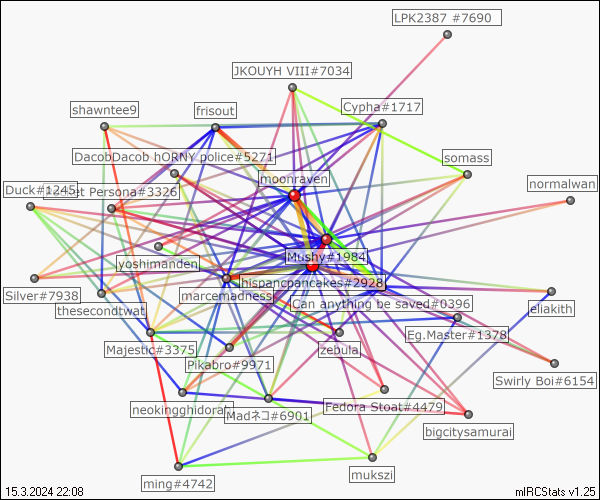 LPK2387 #7690
JKOUYH VIII#7034
shawntee9
frisout
Cypha#1717
DacobDacob hORNY police#5271
somass
moonraven
normalwan
Duck#1245
et Persona#3326
Mushy#1984
yoshimanden
hispancpancakes#2928
Silver#7938
marcemadness
Can anything be saved#0396
thesecondtwat
eliakith
Eg.Master#1378
Majestic#3375
zebula
Pikabro#9971
Swirly Boi#6154
neokingghidorah
Madネコ#6901
Fedora Stoat#4479
bigcitysamurai
mukszi
ming#4742
15.3.2024 22:08
mIRCStats v1.25